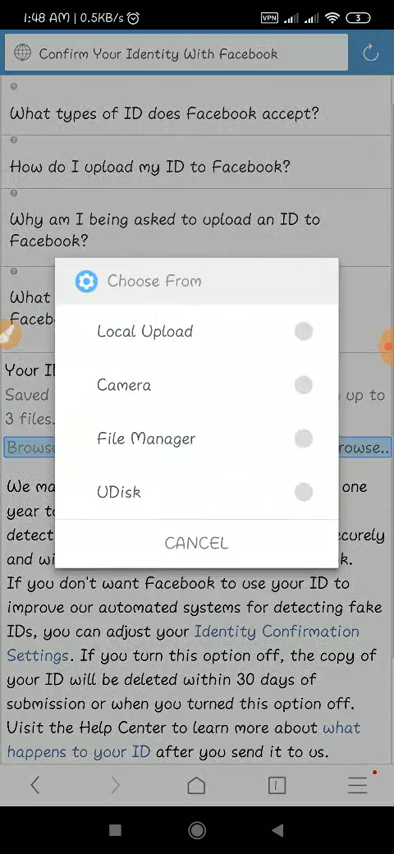 1:48 AM | 0.5KB/s
VPN
3
Confirm Your Identity With Facebook
What types of ID does Facebook accept?
How do I upload my ID to Facebook?
Why am I being asked to upload an ID to
Facebook?
What
Faceb
Choose From
Local Upload
Camera
File Manager
UDisk
CANCEL
Your I
Saved up to
3 files.
Brows rowse..
We ma one
year to
detect curely
and wi k.
If you don't want Facebook to use your ID to
improve our automated systems for detecting fake
IDs, you can adjust your Identity Confirmation
Settings. If you turn this option off, the copy of
your ID will be deleted within 30 days of
submission or when you turned this option off.
Visit the Help Center to learn more about what
happens to your ID after you send it to us.
1